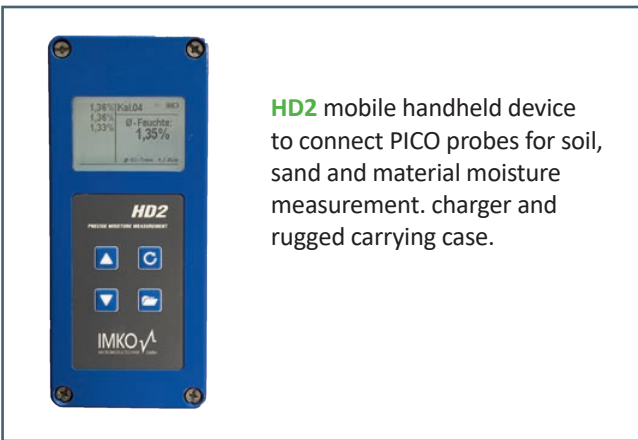 1,36% Kal.04
1,36%
1,33%
Ø-Feuchte:
1,35%
HD2
PRECISE MOISTURE MEASUREMENT
IMKO
HD2 mobile handheld device
to connect PICO probes for soil,
sand and material moisture
measurement. charger and
rugged carrying case.